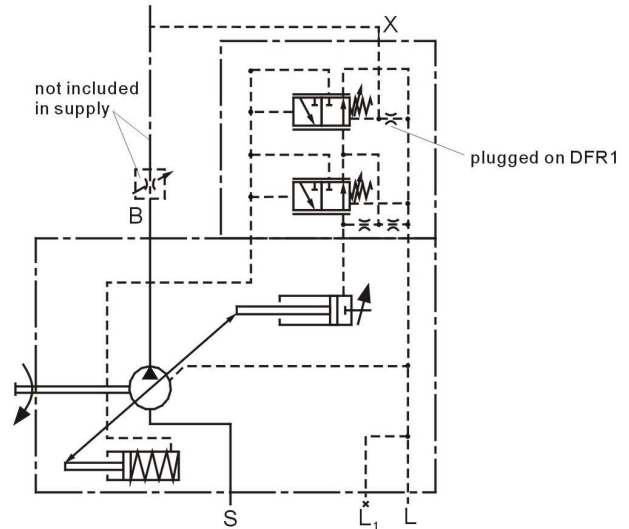 X
not included
in supply
plugged on DFR1
B
S
L1
L